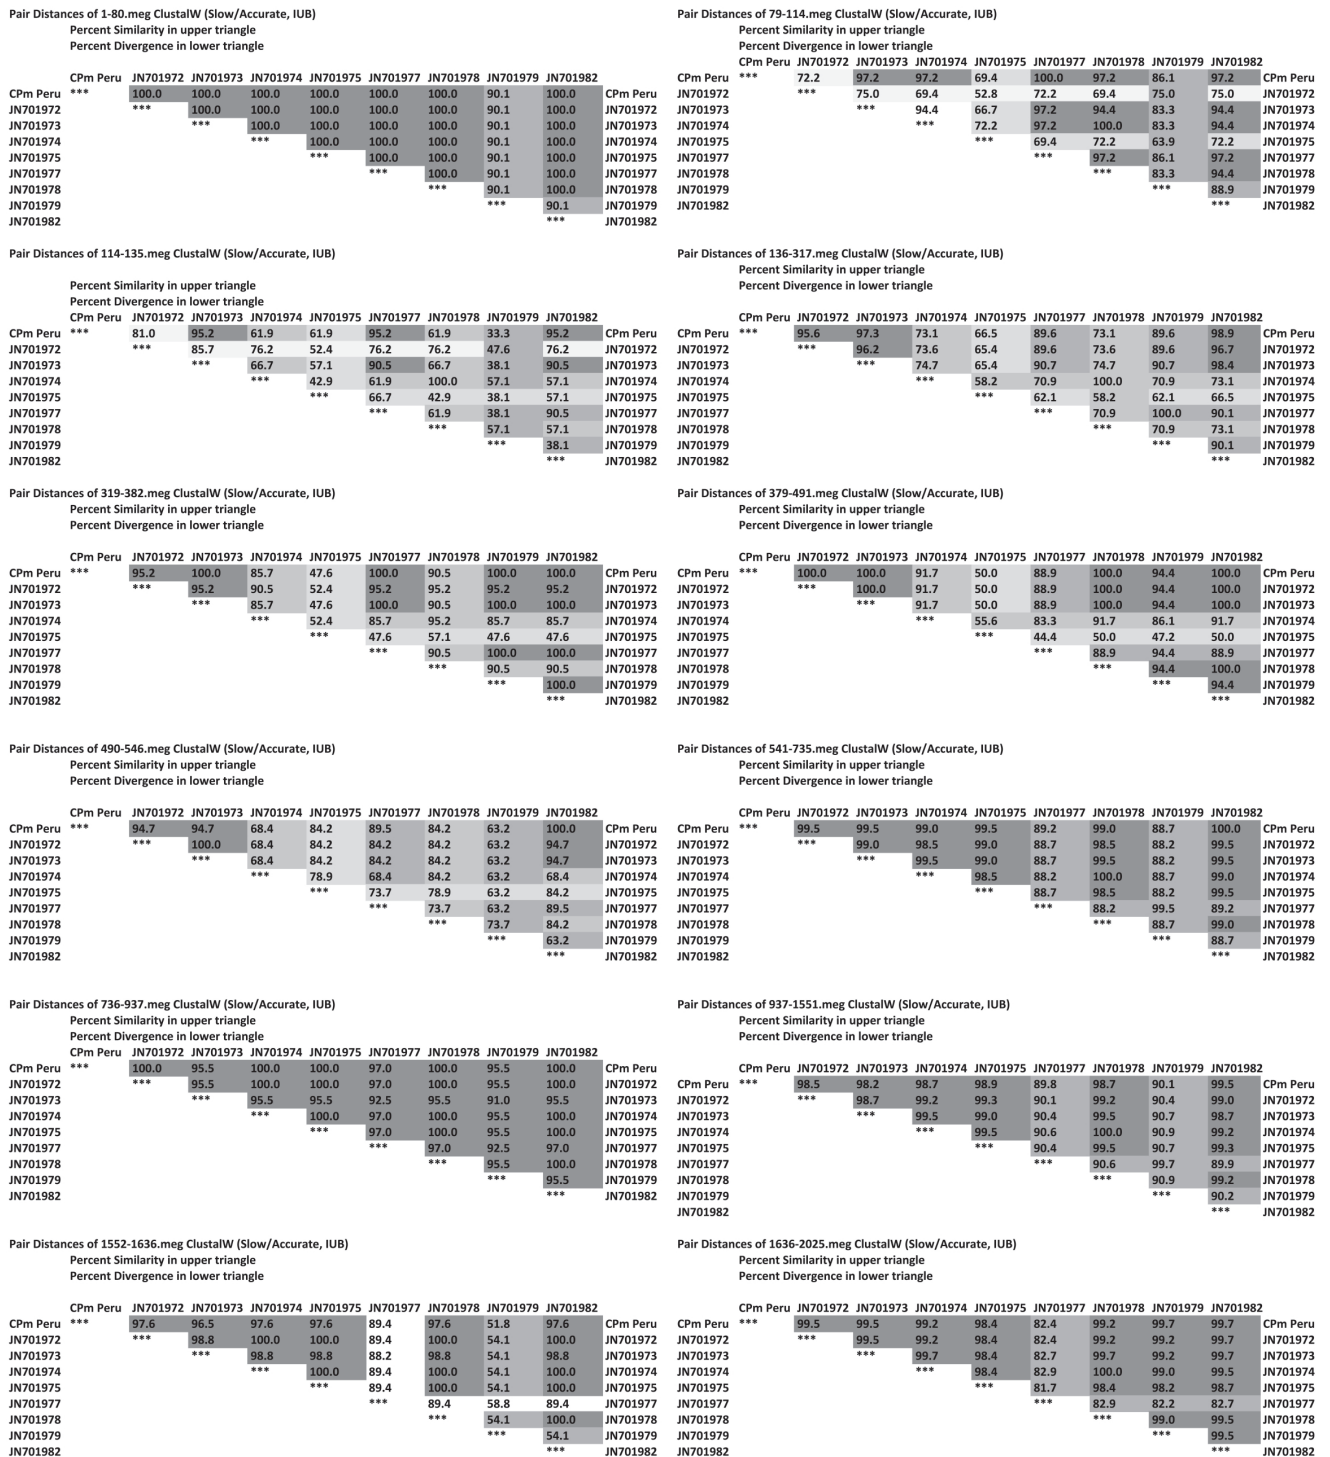 Pair Distances of 1-80.meg ClustalW (Slow/Accurate, IUB)
Percent Similarity in upper triangle
Percent Divergence in lower triangle
CPm Peru JN701972 JN701973 JN701974 JN701975 JN701977 JN701978 JN701979 JN701982
CPm Peru *** 100.0 100.0 100.0 100.0 100.0 100.0 90.1 100.0 CPm Peru
JN701972 *** 100.0 100.0 100.0 100.0 100.0 90.1 100.0 JN701972
JN701973 *** 100.0 100.0 100.0 100.0 90.1 100.0 JN701973
JN701974 *** 100.0 100.0 100.0 90.1 100.0 JN701974
JN701975 *** 100.0 100.0 90.1 100.0 JN701975
JN701977 *** 100.0 90.1 100.0 JN701977
JN701978 *** 90.1 100.0 JN701978
JN701979 *** 90.1 JN701979
JN701982 *** JN701982
Pair Distances of 79-114.meg ClustalW (Slow/Accurate, IUB)
Percent Similarity in upper triangle
Percent Divergence in lower triangle
CPm Peru JN701972 JN701973 JN701974 JN701975 JN701977 JN701978 JN701979 JN701982
CPm Peru *** 72.2 97.2 97.2 69.4 100.0 97.2 86.1 97.2 CPm Peru
JN701972 *** 75.0 69.4 52.8 72.2 69.4 75.0 75.0 JN701972
JN701973 *** 94.4 66.7 97.2 94.4 83.3 94.4 JN701973
JN701974 *** 72.2 97.2 100.0 83.3 94.4 JN701974
JN701975 *** 69.4 72.2 63.9 72.2 JN701975
JN701977 *** 97.2 86.1 97.2 JN701977
JN701978 *** 83.3 94.4 JN701978
JN701979 *** 88.9 JN701979
JN701982 *** JN701982
Pair Distances of 114-135.meg ClustalW (Slow/Accurate, IUB)
Percent Similarity in upper triangle
Percent Divergence in lower triangle
CPm Peru JN701972 JN701973 JN701974 JN701975 JN701977 JN701978 JN701979 JN701982
CPm Peru *** 81.0 95.2 61.9 61.9 95.2 61.9 33.3 95.2 CPm Peru
JN701972 *** 85.7 76.2 52.4 76.2 76.2 47.6 76.2 JN701972
JN701973 *** 66.7 57.1 90.5 66.7 38.1 90.5 JN701973
JN701974 *** 42.9 61.9 100.0 57.1 57.1 JN701974
JN701975 *** 66.7 42.9 38.1 57.1 JN701975
JN701977 *** 61.9 38.1 90.5 JN701977
JN701978 *** 57.1 57.1 JN701978
JN701979 *** 38.1 JN701979
JN701982 *** JN701982
Pair Distances of 136-317.meg ClustalW (Slow/Accurate, IUB)
Percent Similarity in upper triangle
Percent Divergence in lower triangle
CPm Peru JN701972 JN701973 JN701974 JN701975 JN701977 JN701978 JN701979 JN701982
CPm Peru *** 95.6 97.3 73.1 66.5 89.6 73.1 89.6 98.9 CPm Peru
JN701972 *** 96.2 73.6 65.4 89.6 73.6 89.6 96.7 JN701972
JN701973 *** 74.7 65.4 90.7 74.7 90.7 98.4 JN701973
JN701974 *** 58.2 70.9 100.0 70.9 73.1 JN701974
JN701975 *** 62.1 58.2 62.1 66.5 JN701975
JN701977 *** 70.9 100.0 90.1 JN701977
JN701978 *** 70.9 73.1 JN701978
JN701979 *** 90.1 JN701979
JN701982 *** JN701982
Pair Distances of 319-382.meg ClustalW (Slow/Accurate, IUB)
Percent Similarity in upper triangle
Percent Divergence in lower triangle
CPm Peru JN701972 JN701973 JN701974 JN701975 JN701977 JN701978 JN701979 JN701982
CPm Peru *** 95.2 100.0 85.7 47.6 100.0 90.5 100.0 100.0 CPm Peru
JN701972 *** 95.2 90.5 52.4 95.2 95.2 95.2 95.2 JN701972
JN701973 *** 85.7 47.6 100.0 90.5 100.0 100.0 JN701973
JN701974 *** 52.4 85.7 95.2 85.7 85.7 JN701974
JN701975 *** 47.6 57.1 47.6 47.6 JN701975
JN701977 *** 90.5 100.0 100.0 JN701977
JN701978 *** 90.5 90.5 JN701978
JN701979 *** 100.0 JN701979
JN701982 *** JN701982
Pair Distances of 379-491.meg ClustalW (Slow/Accurate, IUB)
Percent Similarity in upper triangle
Percent Divergence in lower triangle
CPm Peru JN701972 JN701973 JN701974 JN701975 JN701977 JN701978 JN701979 JN701982
CPm Peru *** 100.0 100.0 91.7 50.0 88.9 100.0 94.4 100.0 CPm Peru
JN701972 *** 100.0 91.7 50.0 88.9 100.0 94.4 100.0 JN701972
JN701973 *** 91.7 50.0 88.9 100.0 94.4 100.0 JN701973
JN701974 *** 55.6 83.3 91.7 86.1 91.7 JN701974
JN701975 *** 44.4 50.0 47.2 50.0 JN701975
JN701977 *** 88.9 94.4 88.9 JN701977
JN701978 *** 94.4 100.0 JN701978
JN701979 *** 94.4 JN701979
JN701982 *** JN701982
Pair Distances of 490-546.meg ClustalW (Slow/Accurate, IUB)
Percent Similarity in upper triangle
Percent Divergence in lower triangle
CPm Peru JN701972 JN701973 JN701974 JN701975 JN701977 JN701978 JN701979 JN701982
CPm Peru *** 94.7 94.7 68.4 84.2 89.5 84.2 63.2 100.0 CPm Peru
JN701972 *** 100.0 68.4 84.2 84.2 84.2 63.2 94.7 JN701972
JN701973 *** 68.4 84.2 84.2 84.2 63.2 94.7 JN701973
JN701974 *** 78.9 68.4 84.2 63.2 68.4 JN701974
JN701975 *** 73.7 78.9 63.2 84.2 JN701975
JN701977 *** 73.7 63.2 89.5 JN701977
JN701978 *** 73.7 84.2 JN701978
JN701979 *** 63.2 JN701979
JN701982 *** JN701982
Pair Distances of 541-735.meg ClustalW (Slow/Accurate, IUB)
Percent Similarity in upper triangle
Percent Divergence in lower triangle
CPm Peru JN701972 JN701973 JN701974 JN701975 JN701977 JN701978 JN701979 JN701982
CPm Peru *** 99.5 99.5 99.0 99.5 89.2 99.0 88.7 100.0 CPm Peru
JN701972 *** 99.0 98.5 99.0 88.7 98.5 88.2 99.5 JN701972
JN701973 *** 99.5 99.0 88.7 99.5 88.2 99.5 JN701973
JN701974 *** 98.5 88.2 100.0 88.7 99.0 JN701974
JN701975 *** 88.7 98.5 88.2 99.5 JN701975
JN701977 *** 88.2 99.5 89.2 JN701977
JN701978 *** 88.7 99.0 JN701978
JN701979 *** 88.7 JN701979
JN701982 *** JN701982
Pair Distances of 736-937.meg ClustalW (Slow/Accurate, IUB)
Percent Similarity in upper triangle
Percent Divergence in lower triangle
CPm Peru JN701972 JN701973 JN701974 JN701975 JN701977 JN701978 JN701979 JN701982
CPm Peru *** 100.0 95.5 100.0 100.0 97.0 100.0 95.5 100.0 CPm Peru
JN701972 *** 95.5 100.0 100.0 97.0 100.0 95.5 100.0 JN701972
JN701973 *** 95.5 95.5 92.5 95.5 91.0 95.5 JN701973
JN701974 *** 100.0 97.0 100.0 95.5 100.0 JN701974
JN701975 *** 97.0 100.0 95.5 100.0 JN701975
JN701977 *** 97.0 92.5 97.0 JN701977
JN701978 *** 95.5 100.0 JN701978
JN701979 *** 95.5 JN701979
JN701982 *** JN701982
Pair Distances of 937-1551.meg ClustalW (Slow/Accurate, IUB)
Percent Similarity in upper triangle
Percent Divergence in lower triangle
CPm Peru JN701972 JN701973 JN701974 JN701975 JN701977 JN701978 JN701979 JN701982
CPm Peru *** 98.5 98.2 98.7 98.9 89.8 98.7 90.1 99.5 CPm Peru
JN701972 *** 98.7 99.2 99.3 90.1 99.2 90.4 99.0 JN701972
JN701973 *** 99.5 99.0 90.4 99.5 90.7 98.7 JN701973
JN701974 *** 99.5 90.6 100.0 90.9 99.2 JN701974
JN701975 *** 90.4 99.5 90.7 99.3 JN701975
JN701977 *** 90.6 99.7 89.9 JN701977
JN701978 *** 90.9 99.2 JN701978
JN701979 *** 90.2 JN701979
JN701982 *** JN701982
Pair Distances of 1552-1636.meg ClustalW (Slow/Accurate, IUB)
Percent Similarity in upper triangle
Percent Divergence in lower triangle
CPm Peru JN701972 JN701973 JN701974 JN701975 JN701977 JN701978 JN701979 JN701982
CPm Peru *** 97.6 96.5 97.6 97.6 89.4 97.6 51.8 97.6 CPm Peru
JN701972 *** 98.8 100.0 100.0 89.4 100.0 54.1 100.0 JN701972
JN701973 *** 98.8 98.8 88.2 98.8 54.1 98.8 JN701973
JN701974 *** 100.0 89.4 100.0 54.1 100.0 JN701974
JN701975 *** 89.4 100.0 54.1 100.0 JN701975
JN701977 *** 89.4 58.8 89.4 JN701977
JN701978 *** 54.1 100.0 JN701978
JN701979 *** 54.1 JN701979
JN701982 *** JN701982
Pair Distances of 1636-2025.meg ClustalW (Slow/Accurate, IUB)
Percent Similarity in upper triangle
Percent Divergence in lower triangle
CPm Peru JN701972 JN701973 JN701974 JN701975 JN701977 JN701978 JN701979 JN701982
CPm Peru *** 99.5 99.5 99.2 98.4 82.4 99.2 99.7 99.7 CPm Peru
JN701972 *** 99.5 99.2 98.4 82.4 99.2 99.2 99.7 JN701972
JN701973 *** 99.7 98.4 82.7 99.7 99.2 99.7 JN701973
JN701974 *** 98.4 82.9 100.0 99.0 99.5 JN701974
JN701975 *** 81.7 98.4 98.2 98.7 JN701975
JN701977 *** 82.9 82.2 82.7 JN701977
JN701978 *** 99.0 99.5 JN701978
JN701979 *** 99.5 JN701979
JN701982 *** JN701982